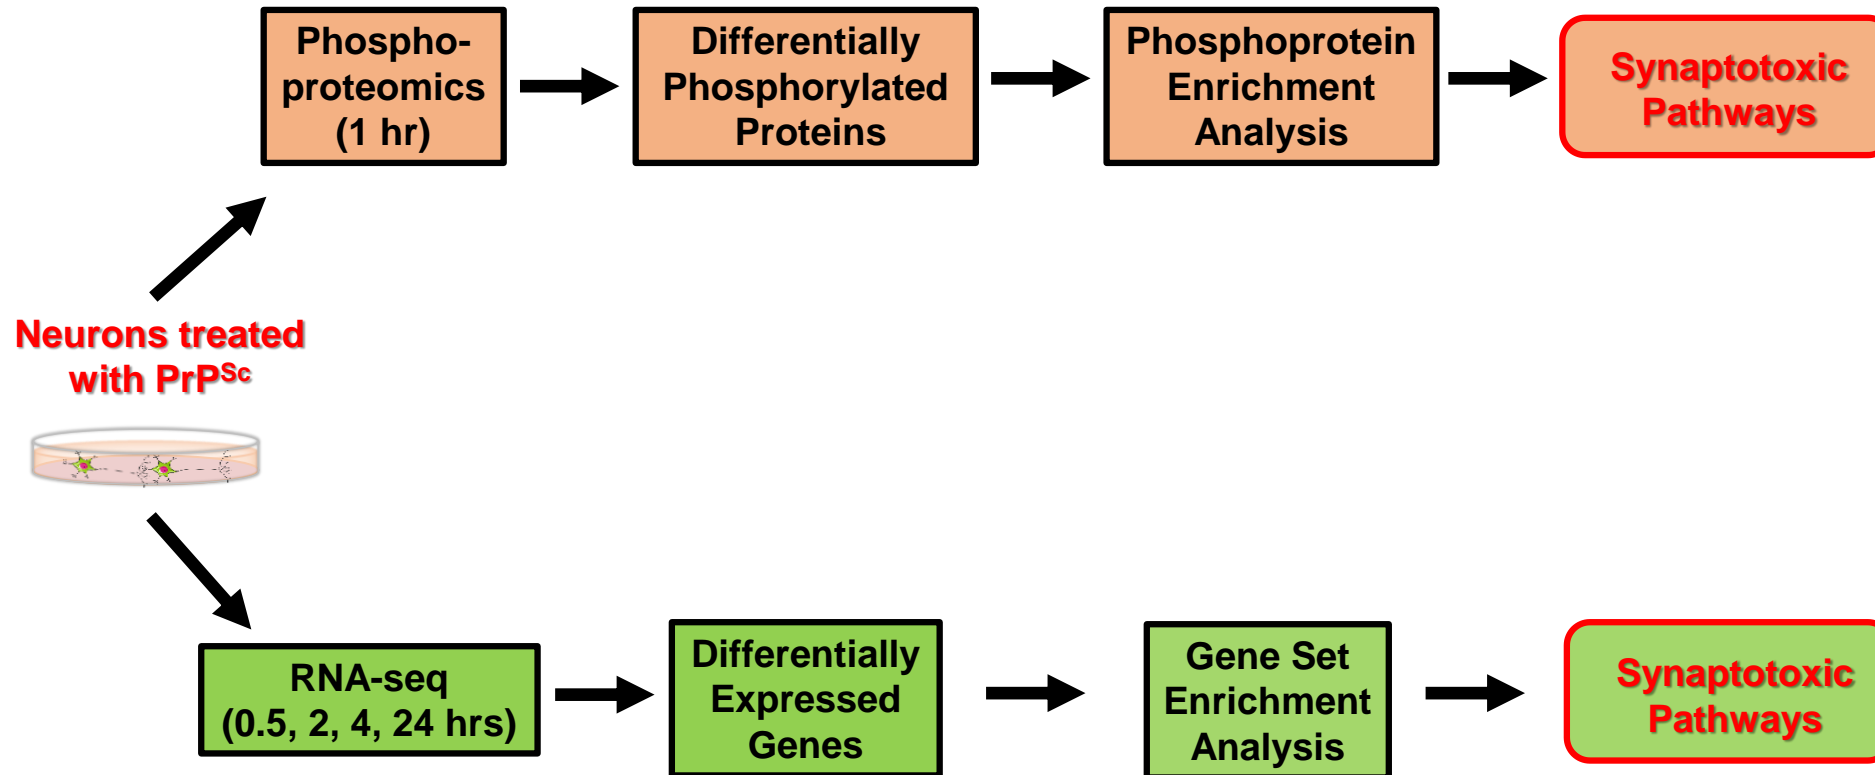 Phospho-
proteomics
(1 hr)
Differentially
Phosphorylated
Proteins
Phosphoprotein
Enrichment
Analysis
Synaptotoxic
Pathways
Neurons treated
with PrPSc
RNA-seq
(0.5, 2, 4, 24 hrs)
Differentially
Expressed
Genes
Gene Set
Enrichment
Analysis
Synaptotoxic
Pathways